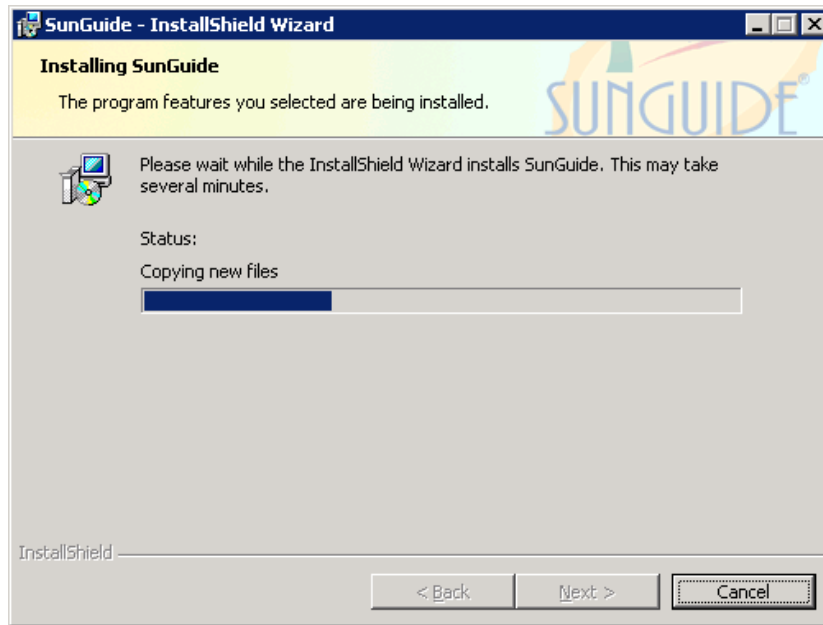 SunGuide - InstallShield Wizard
Installing SunGuide
The program features you selected are being installed.
SUNGUIDE®
Please wait while the InstallShield Wizard installs SunGuide. This may take
several minutes.
Status:
Copying new files
InstallShield
< Back Next > Cancel